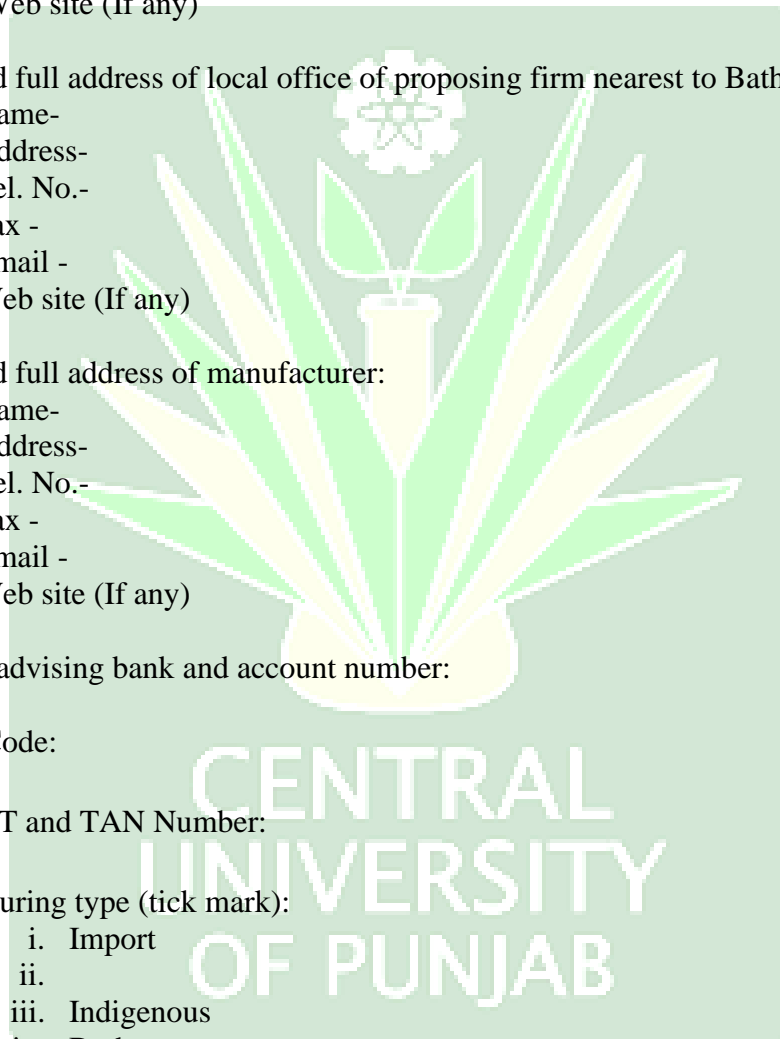 Web site (If any)
d full address of local office of proposing firm nearest to Bath
ame-
ddress-
el. No.-
ax -
mail -
Web site (If any)
d full address of manufacturer:
ame-
ddress-
el. No.-
ax -
mail -
Web site (If any)
advising bank and account number:
Code:
T and TAN Number:
uring type (tick mark):
i. Import
ii.
iii. Indigenous
CENTRAL
UNIVERSITY
OF PUNJAB